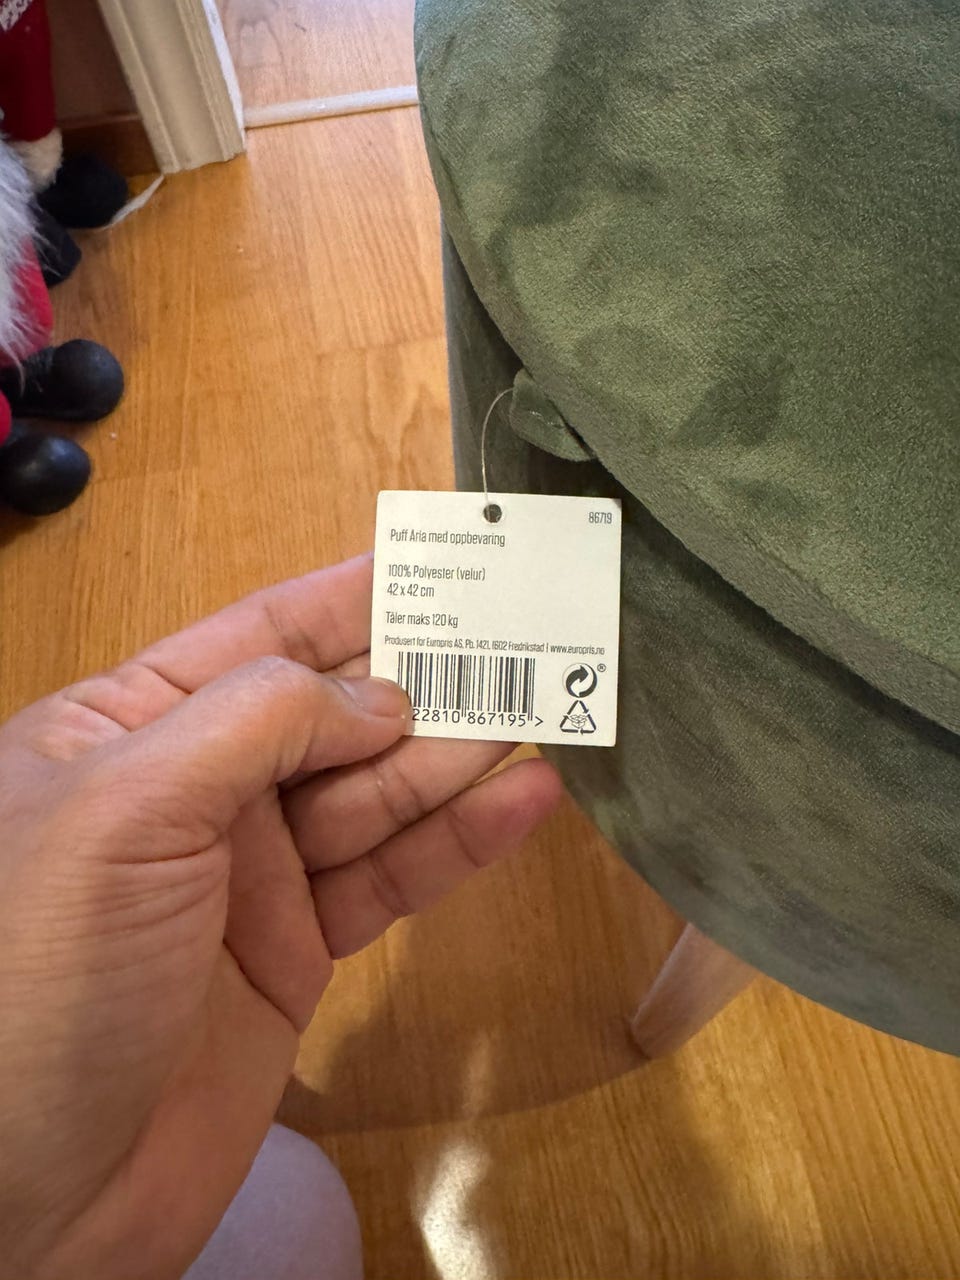 86719
Puff Aria med oppbevaring
100% Polyester (velur)
42 x 42 cm
Tåler maks 120 kg
Produsert for Europris AS, Pb. 1421, 1602 Fredrikstad | www.europris.no
22810 867195 >
®